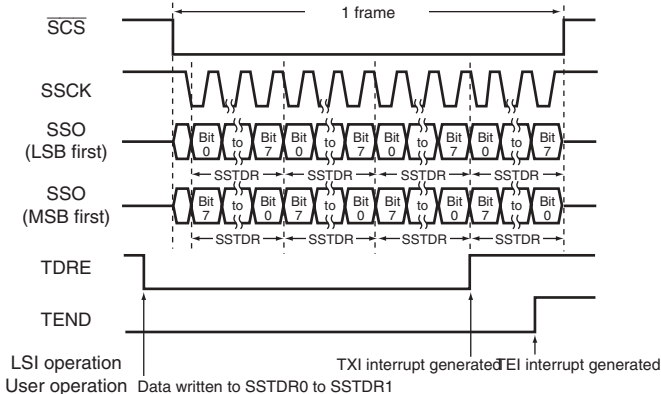 1 frame
SCS
SSCK
SSO
(LSB first)
Bit 0 to Bit 7 Bit 0 to Bit 7 Bit 0 to Bit 7 Bit 0 to Bit 7
SSTDR SSTDR SSTDR SSTDR
SSO
(MSB first)
Bit 7 to Bit 0 Bit 7 to Bit 0 Bit 7 to Bit 0 Bit 7 to Bit 0
SSTDR SSTDR SSTDR SSTDR
TDRE
TEND
LSI operation TXI interrupt generated TEI interrupt generated
User operation Data written to SSTDR0 to SSTDR1